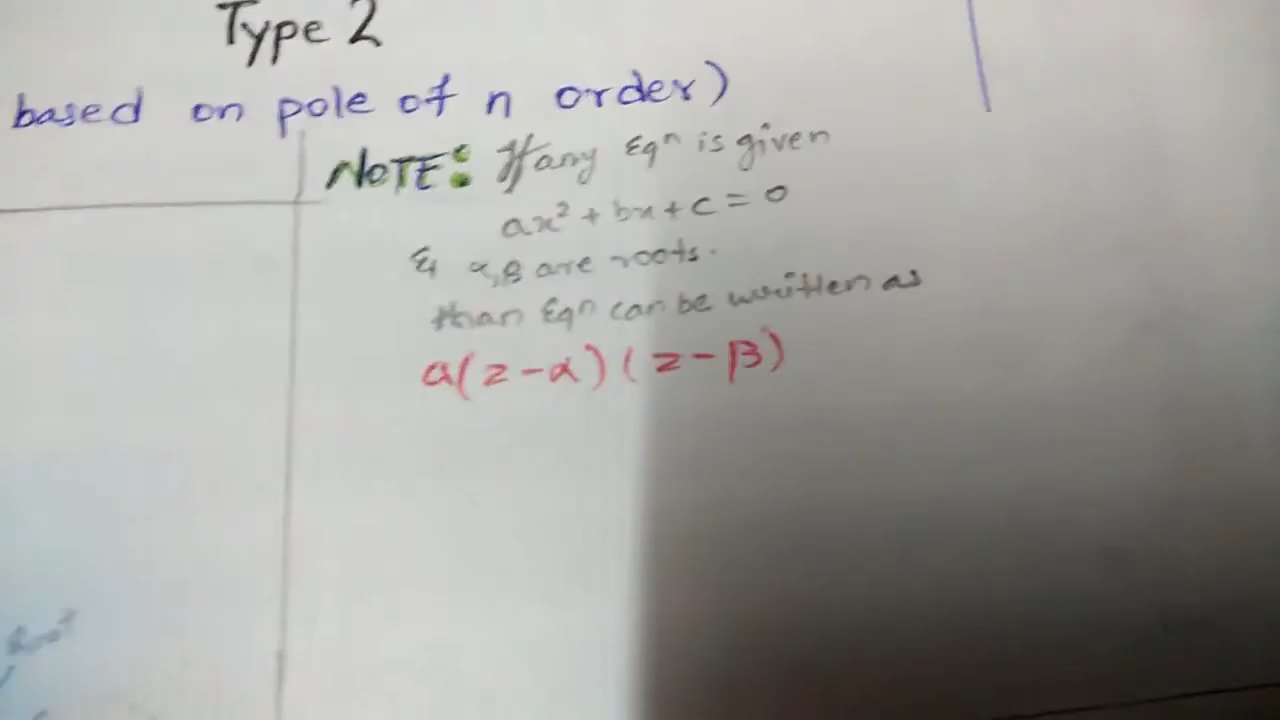 Type 2
based on pole of n order)
NOTE: If any Eqn is given
ax² + bx + c = 0
& α, β are roots.
than Eqn can be written as
a(z-α)(z-β)
Root